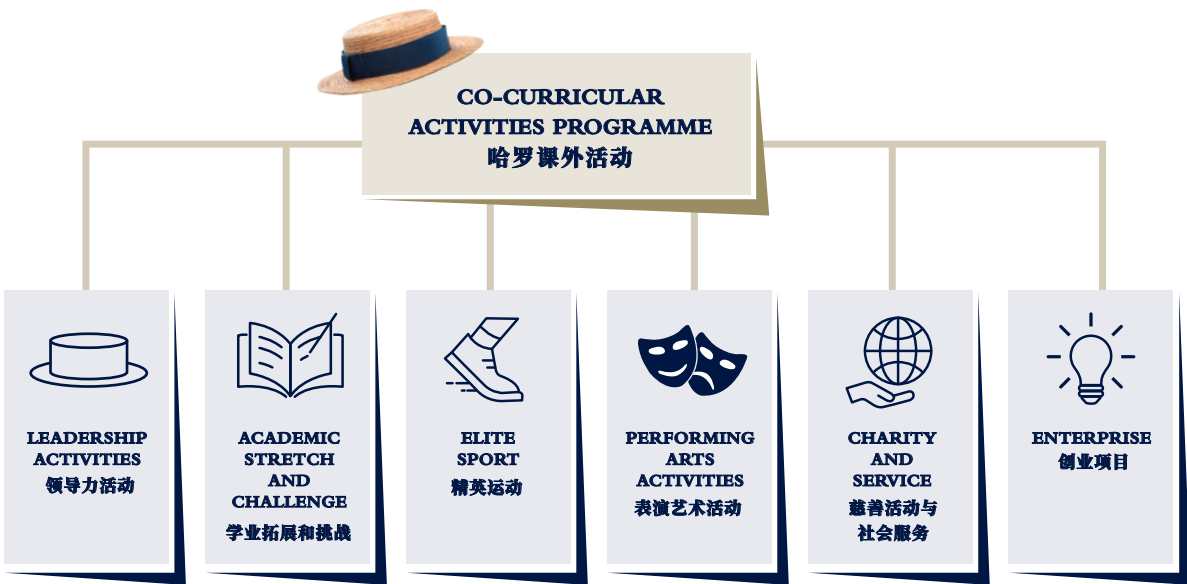 CO-CURRICULAR
ACTIVITIES PROGRAMME
哈罗课外活动
LEADERSHIP
ACTIVITIES
领导力活动
ACADEMIC
STRETCH
AND
CHALLENGE
学业拓展和挑战
ELITE
SPORT
精英运动
PERFORMING
ARTS
ACTIVITIES
表演艺术活动
CHARITY
AND
SERVICE
慈善活动与
社会服务
ENTERPRISE
创业项目